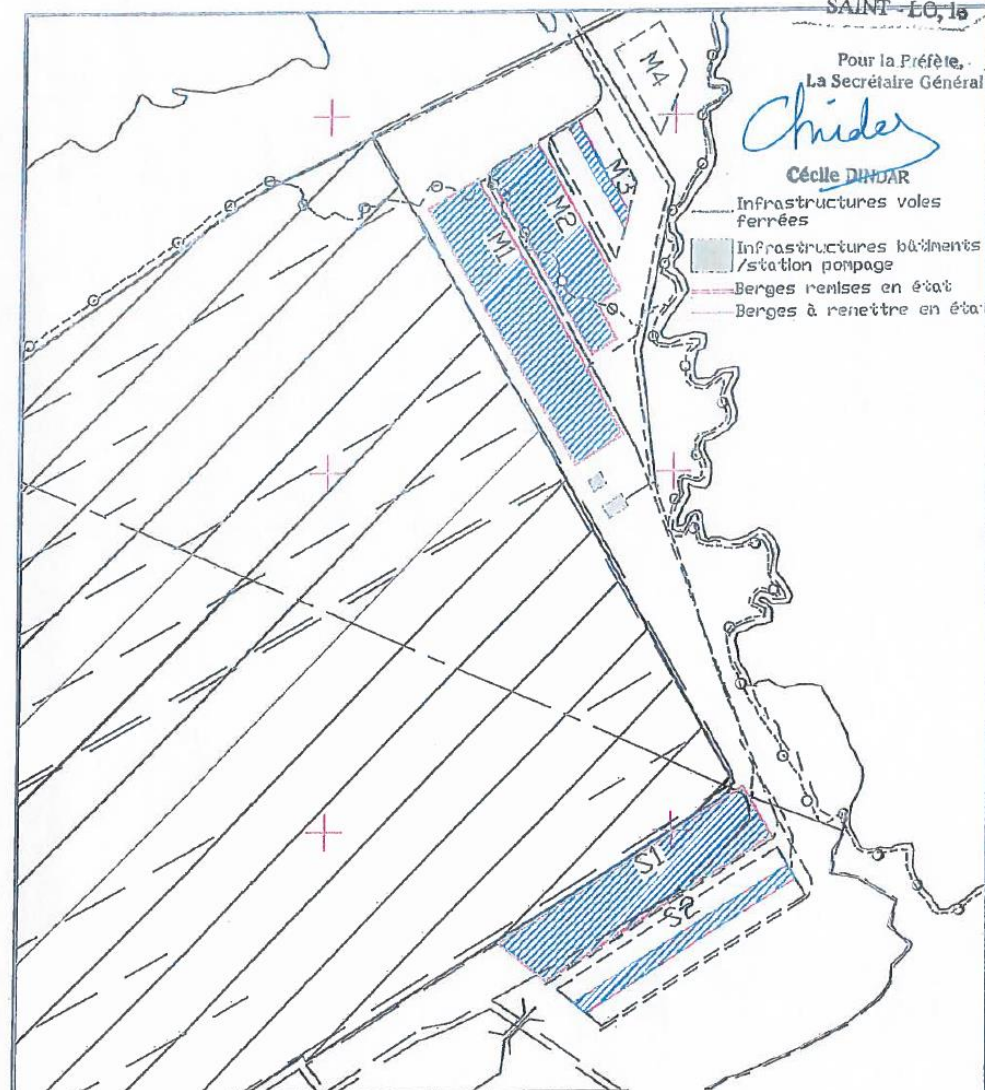 SAINT-LO, le
Pour la Préfète,
La Secrétaire Général
Cécile DINDAR
Infrastructures voies
ferrées
Infrastructures bâtiments
/station pompage
Berges remises en état
Berges à remettre en état
M4
M3
M2
M1
S1
S2